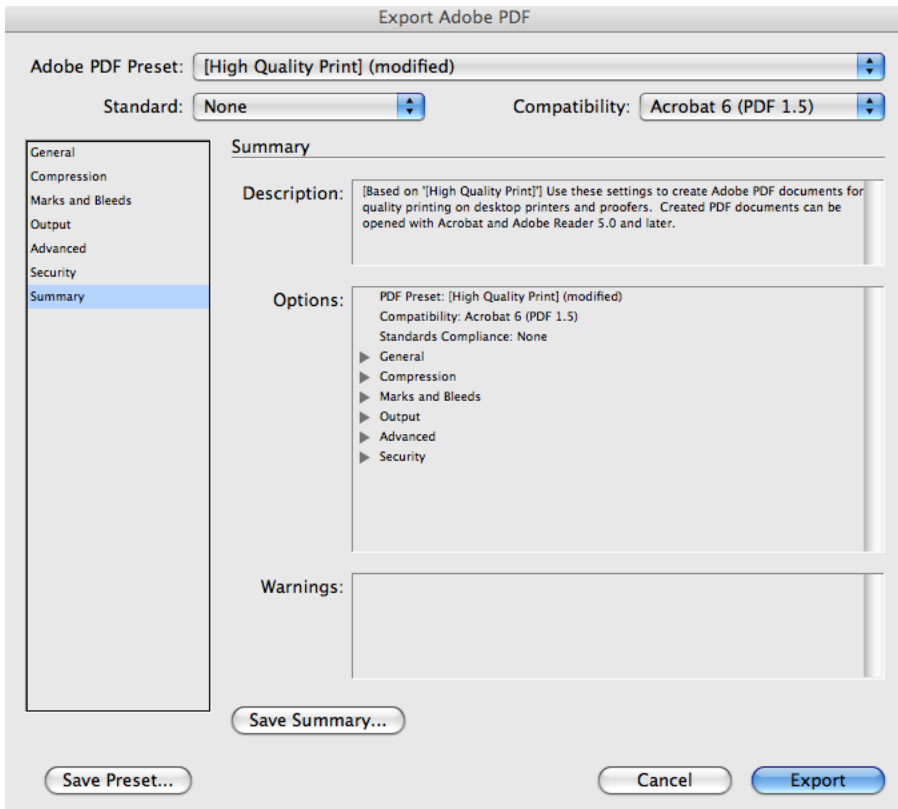 Export Adobe PDF
Adobe PDF Preset: [High Quality Print] (modified)
Standard: None
Compatibility: Acrobat 6 (PDF 1.5)
General
Compression
Marks and Bleeds
Output
Advanced
Security
Summary
Summary
Description:
[Based on '[High Quality Print]'] Use these settings to create Adobe PDF documents for
quality printing on desktop printers and proofers.  Created PDF documents can be
opened with Acrobat and Adobe Reader 5.0 and later.
Options:
PDF Preset: [High Quality Print] (modified)
Compatibility: Acrobat 6 (PDF 1.5)
Standards Compliance: None
General
Compression
Marks and Bleeds
Output
Advanced
Security
Warnings:
Save Summary...
Save Preset...
Cancel
Export